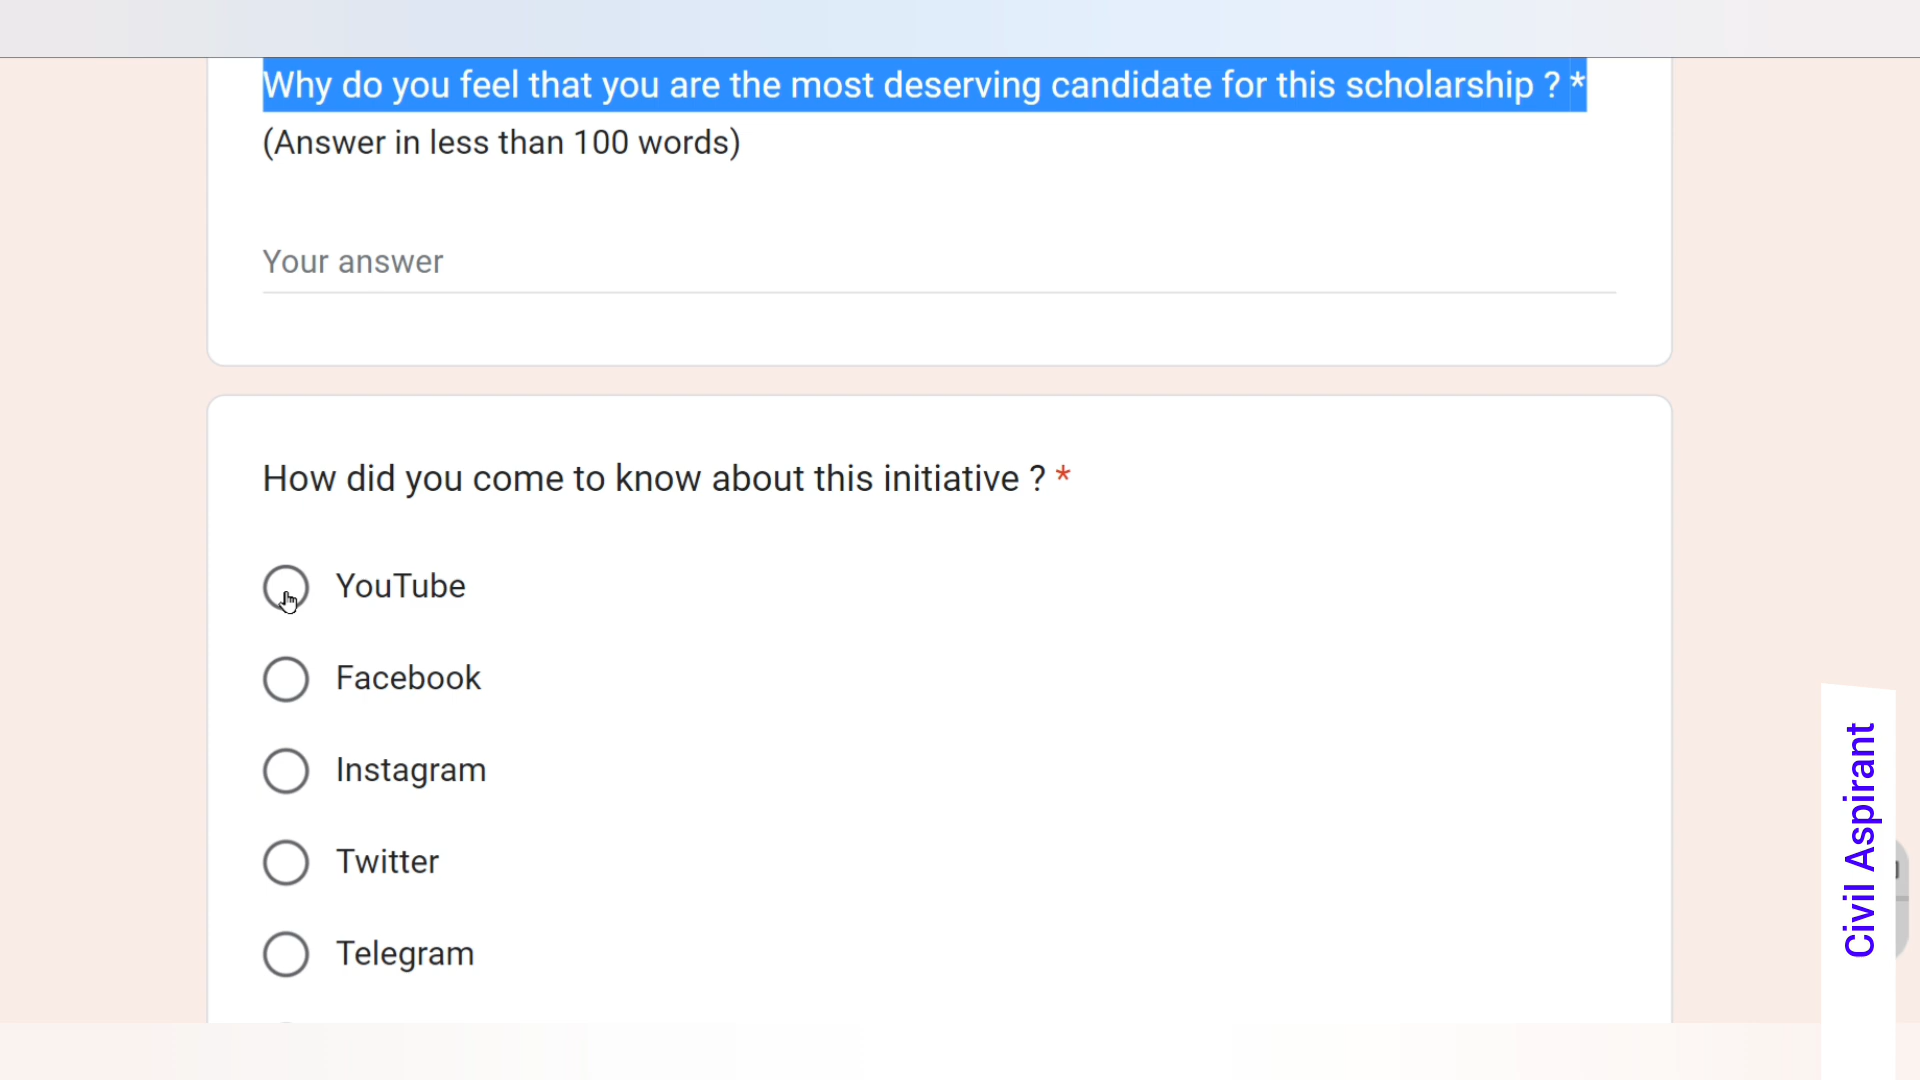 Why do you feel that you are the most deserving candidate for this scholarship ? *
(Answer in less than 100 words)
Your answer
How did you come to know about this initiative ? *
YouTube
Facebook
Instagram
Twitter
Telegram
Civil Aspirant